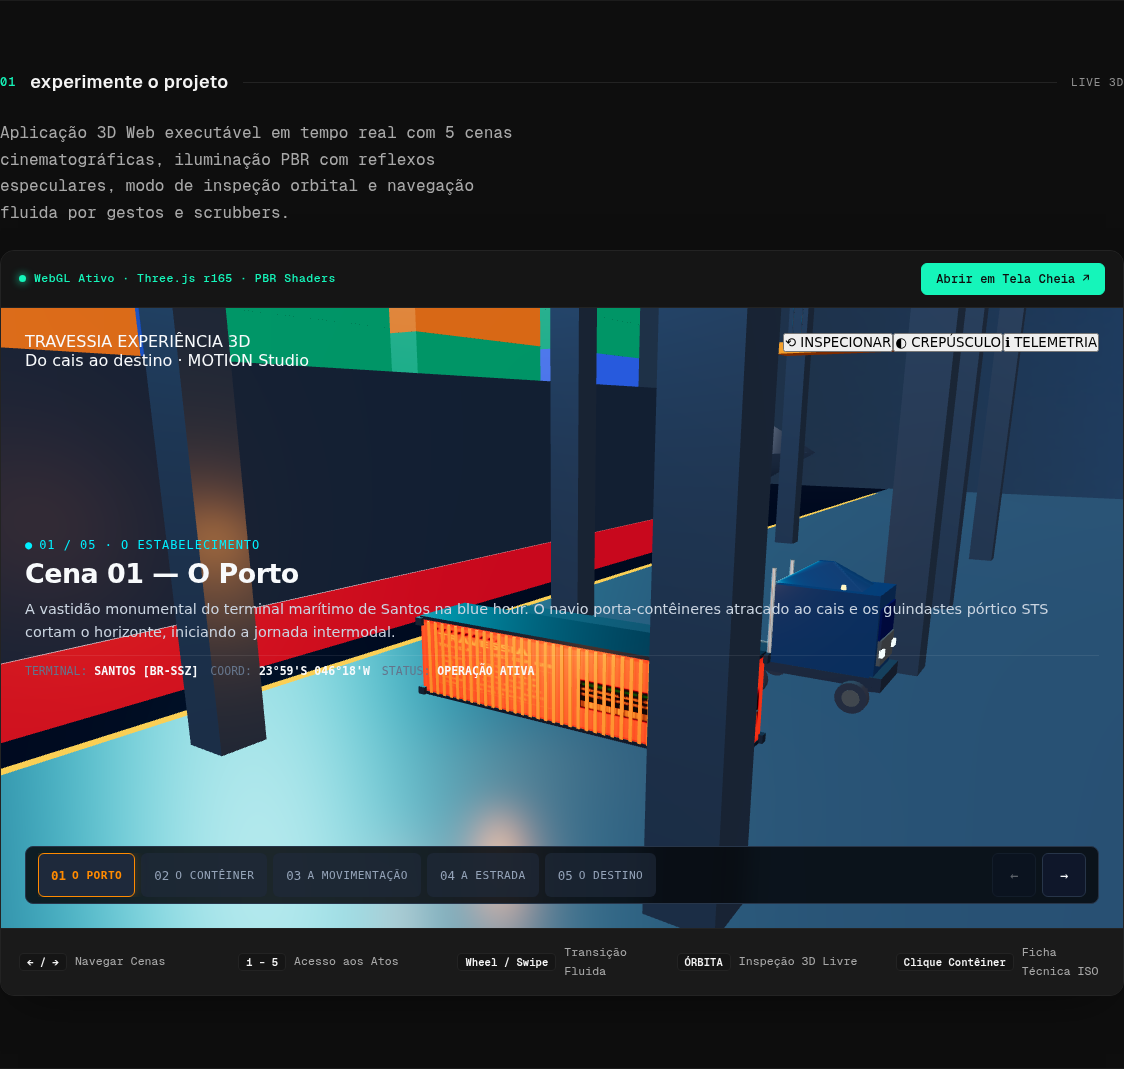 01 experimente o projeto LIVE 3D
Aplicação 3D Web executável em tempo real com 5 cenas
cinematográficas, iluminação PBR com reflexos
especulares, modo de inspeção orbital e navegação
fluida por gestos e scrubbers.
WebGL Ativo · Three.js r165 · PBR Shaders
Abrir em Tela Cheia ↗
TRAVESSIA EXPERIÊNCIA 3D
Do cais ao destino · MOTION Studio
⟲ INSPECIONAR ◐ CREPÚSCULO ℹ TELEMETRIA
● 01 / 05 · O ESTABELECIMENTO
Cena 01 — O Porto
A vastidão monumental do terminal marítimo de Santos na blue hour. O navio porta-contêineres atracado ao cais e os guindastes pórtico STS
cortam o horizonte, iniciando a jornada intermodal.
TERMINAL: SANTOS [BR-SSZ] COORD: 23°59'S 046°18'W STATUS: OPERAÇÃO ATIVA
01 O PORTO 02 O CONTÊINER 03 A MOVIMENTAÇÃO 04 A ESTRADA 05 O DESTINO ← →
← / → Navegar Cenas
1 – 5 Acesso aos Atos
Wheel / Swipe Transição
Fluida
ÓRBITA Inspeção 3D Livre
Clique Contêiner Ficha
Técnica ISO